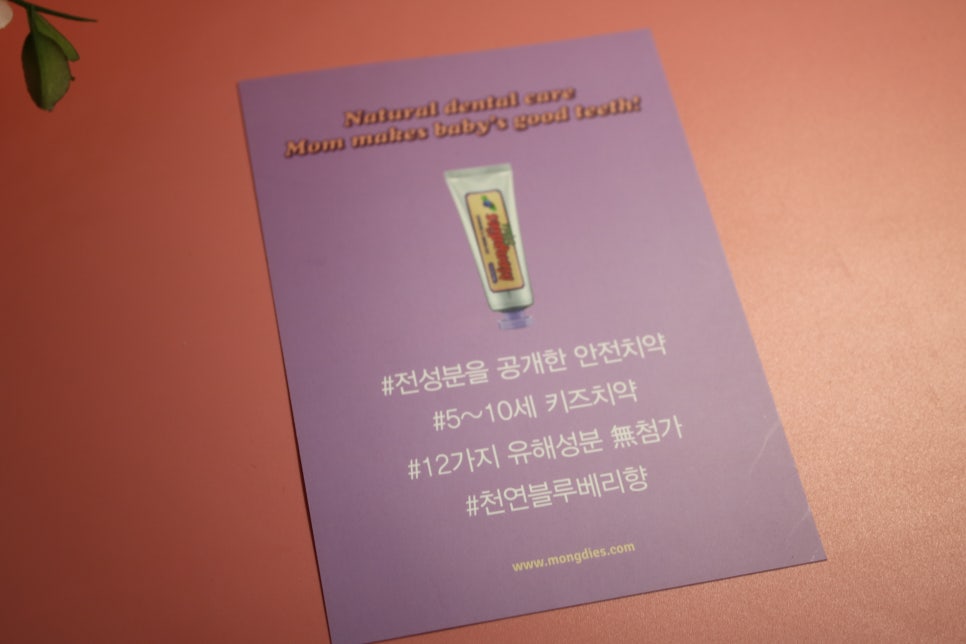 Natural dental care
Mom makes baby's good teeth!
#전성분을 공개한 안전치약
#5~10세 키즈치약
#12가지 유해성분 無첨가
#천연블루베리향
www.mongdies.com